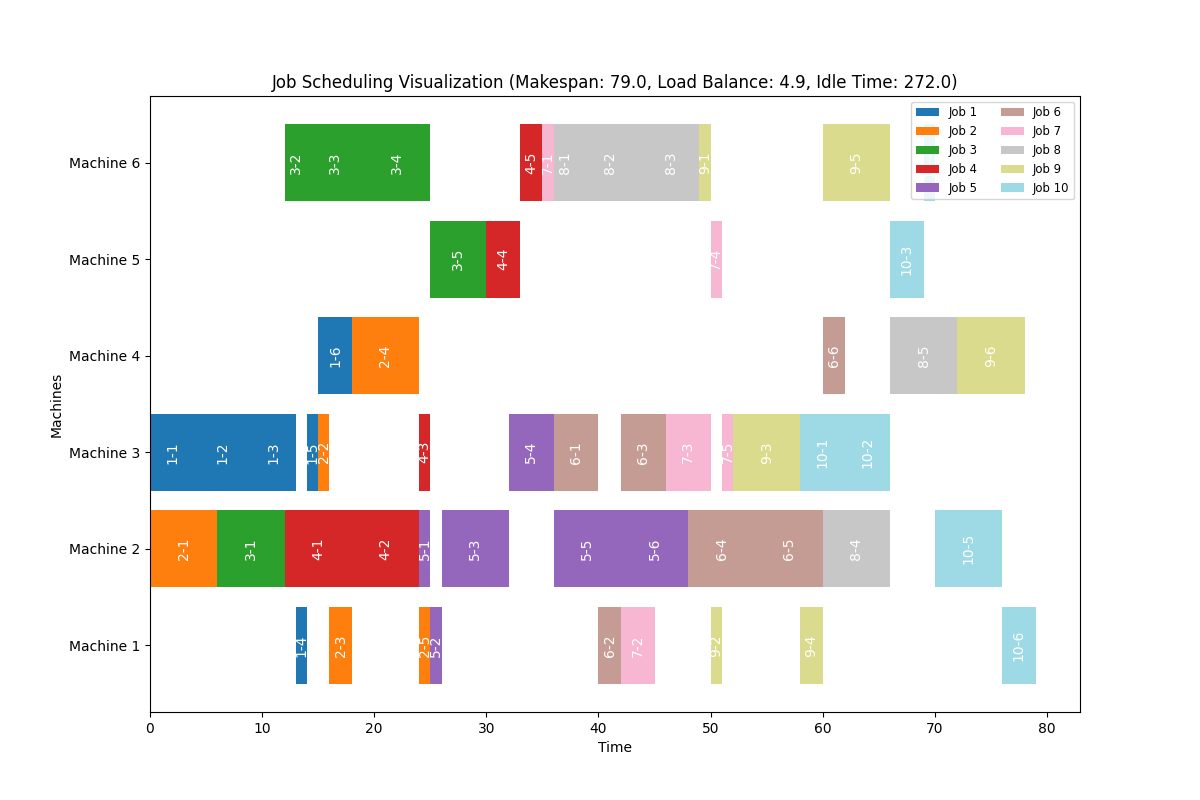 Job Scheduling Visualization (Makespan: 79.0, Load Balance: 4.9, Idle Time: 272.0)
Job 1 Job 6
Job 2 Job 7
Job 3 Job 8
Job 4 Job 9
Job 5 Job 10
Machine 6 3-2 3-3 3-4 4-5 7-1 8-1 8-2 8-3 9-1 9-5
Machine 5 3-5 4-4 7-4 10-3
Machine 4 1-6 2-4 6-6 8-5 9-6
Machine 3 1-1 1-2 1-3 1-5 2-2 4-3 5-4 6-1 6-3 7-3 7-5 9-3 10-1 10-2
Machine 2 2-1 3-1 4-1 4-2 5-1 5-3 5-5 5-6 6-4 6-5 8-4 10-5
Machine 1 1-4 2-3 2-5 5-2 6-2 7-2 9-2 9-4 10-6
Machines
0 10 20 30 40 50 60 70 80
Time